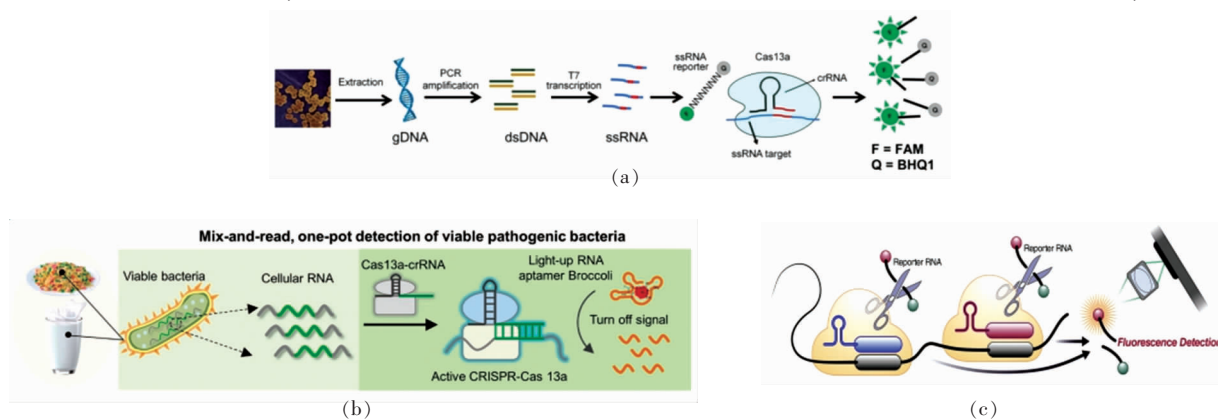 Extraction
PCR
amplification
T7
transcription
ssRNA
reporter
Q
NNNNNN
F
Cas13a
crRNA
gDNA
dsDNA
ssRNA
ssRNA target
Q
Q
Q
F = FAM
Q = BHQ1
(a)
Mix-and-read, one-pot detection of viable pathogenic bacteria
Viable bacteria
Cellular RNA
Cas13a-crRNA
Light-up RNA
aptamer Broccoli
Turn off signal
Active CRISPR-Cas 13a
(b)
Reporter RNA
Reporter RNA
Fluorescence Detection
(c)